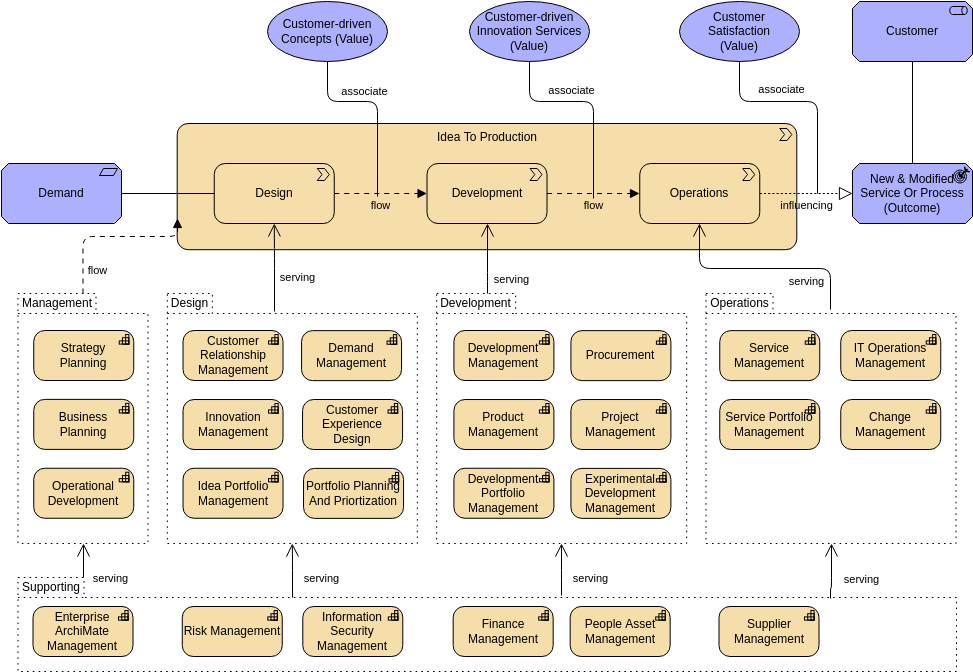 Customer-driven
Concepts (Value)
Customer-driven
Innovation Services
(Value)
Customer
Satisfaction
(Value)
Customer
associate
associate
associate
Idea To Production
Demand
Design
flow
Development
flow
Operations
influencing
New & Modified
Service Or Process
(Outcome)
flow
serving
serving
serving
Management
Strategy
Planning
Business
Planning
Operational
Development
Design
Customer
Relationship
Management
Demand
Management
Innovation
Management
Customer
Experience
Design
Idea Portfolio
Management
Portfolio Planning
And Priortization
Development
Development
Management
Procurement
Product
Management
Project
Management
Development
Portfolio
Management
Experimental
Development
Management
Operations
Service
Management
IT Operations
Management
Service Portfolio
Management
Change
Management
serving
serving
serving
serving
Supporting
Enterprise
ArchiMate
Management
Risk Management
Information
Security
Management
Finance
Management
People Asset
Management
Supplier
Management